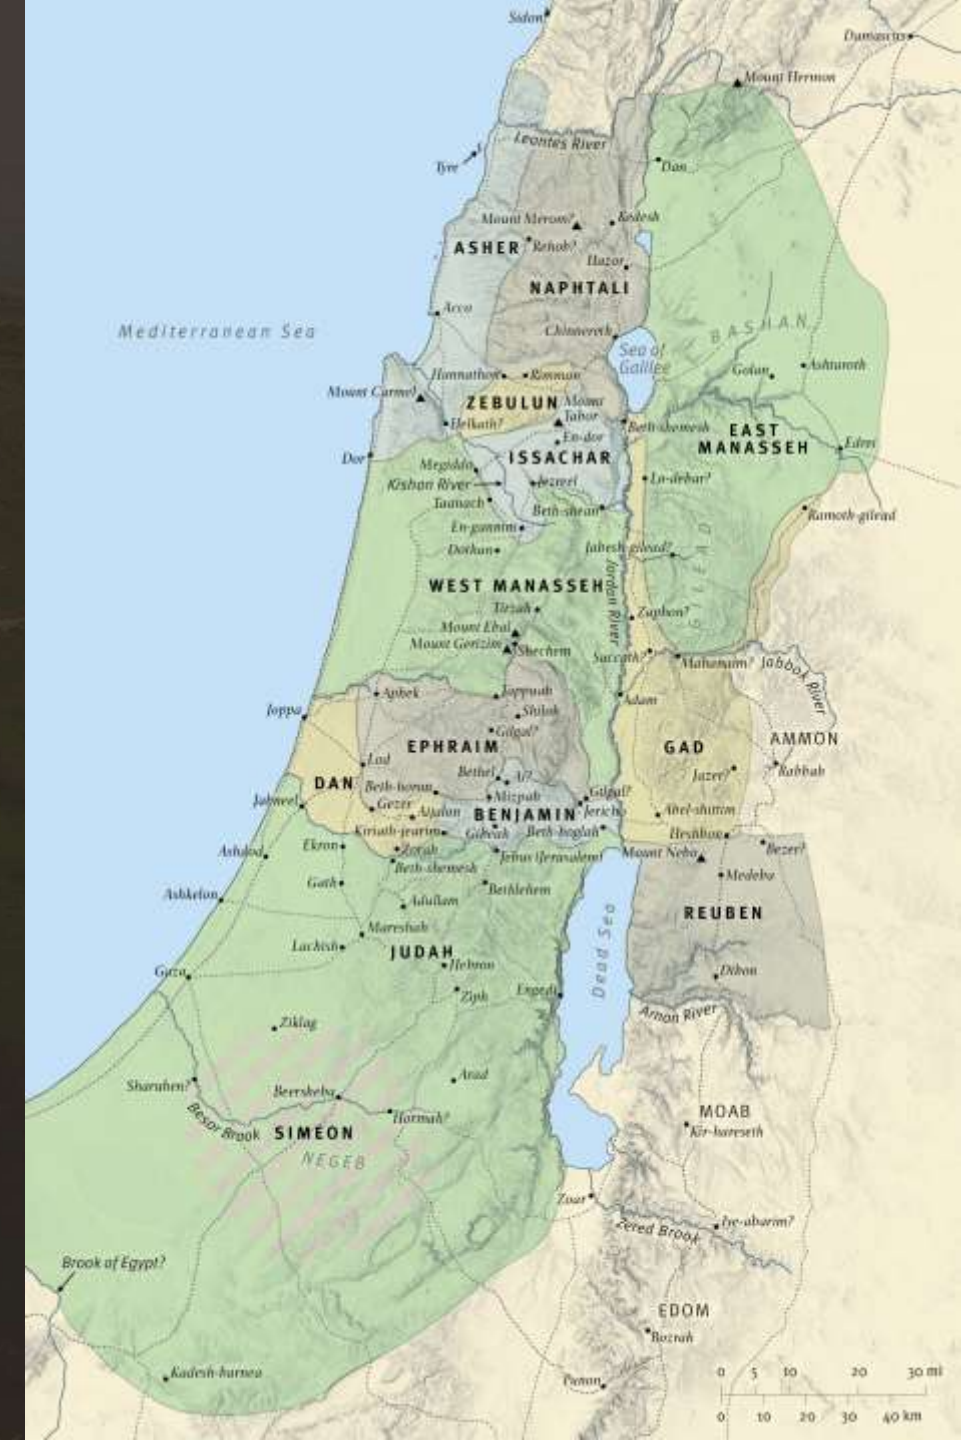 Sidon
Damascus
Mount Hermon
Leontes River
Tyre
Dan
Mount Merom?
Kedesh
ASHER
Rehob?
Hazor
NAPHTALI
Acco
Mediterranean Sea
Chinnereth
Sea of
Galilee
BASHAN
Golan
Ashtaroth
Hannathon
Rimmon
Mount Carmel
ZEBULUN
Mount
Tabor
Helkath?
Beth-shemesh
EAST
MANASSEH
En-dor
Edrei
Dor
ISSACHAR
Megiddo
Kishon River
Jezreel
Lo-debar?
Taanach
Beth-shean
Ramoth-gilead
En-gannim
Dothan
Jabesh-gilead?
GILEAD
Jordan River
WEST MANASSEH
Tirzah
Zaphon?
Mount Ebal
Mount Gerizim
Shechem
Succoth?
Mahanaim?
Jabbok River
Aphek
Tappuah
Adam
Joppa
Shiloh
Gilgal?
EPHRAIM
GAD
AMMON
Lod
Bethel
Ai?
Jazer?
Rabbah
DAN
Beth-horon
Mizpah
Gilgal?
Jabneel
Gezer
Aijalon
BENJAMIN
Jericho
Abel-shittim
Kiriath-jearim
Gibeah
Beth-hoglah
Heshbon
Ekron
Zorah
Jebus (Jerusalem)
Mount Nebo
Bezer?
Ashdod
Beth-shemesh
Medeba
Gath
Bethlehem
Ashkelon
Adullam
REUBEN
Mareshah
Lachish
JUDAH
Hebron
Dead Sea
Gaza
Dibon
Ziph
Engedi
Arnon River
Ziklag
Sharuhen?
Beersheba
Arad
Besor Brook
Hormah?
MOAB
SIMEON
Kir-hareseth
NEGEB
Zoar
Zered Brook
Iye-abarim?
Brook of Egypt?
EDOM
Bozrah
Kadesh-barnea
Punon
0 5 10 20 30 mi
0 10 20 30 40 km